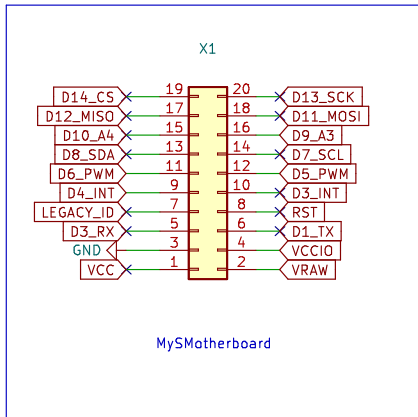 X1
D14_CS 19 20 D13_SCK
D12_MISO 17 18 D11_MOSI
D10_A4 15 16 D9_A3
D8_SDA 13 14 D7_SCL
D6_PWM 11 12 D5_PWM
D4_INT 9 10 D3_INT
LEGACY_ID 7 8 RST
D3_RX 5 6 D1_TX
GND 3 4 VCCIO
VCC 1 2 VRAW
MySMotherboard